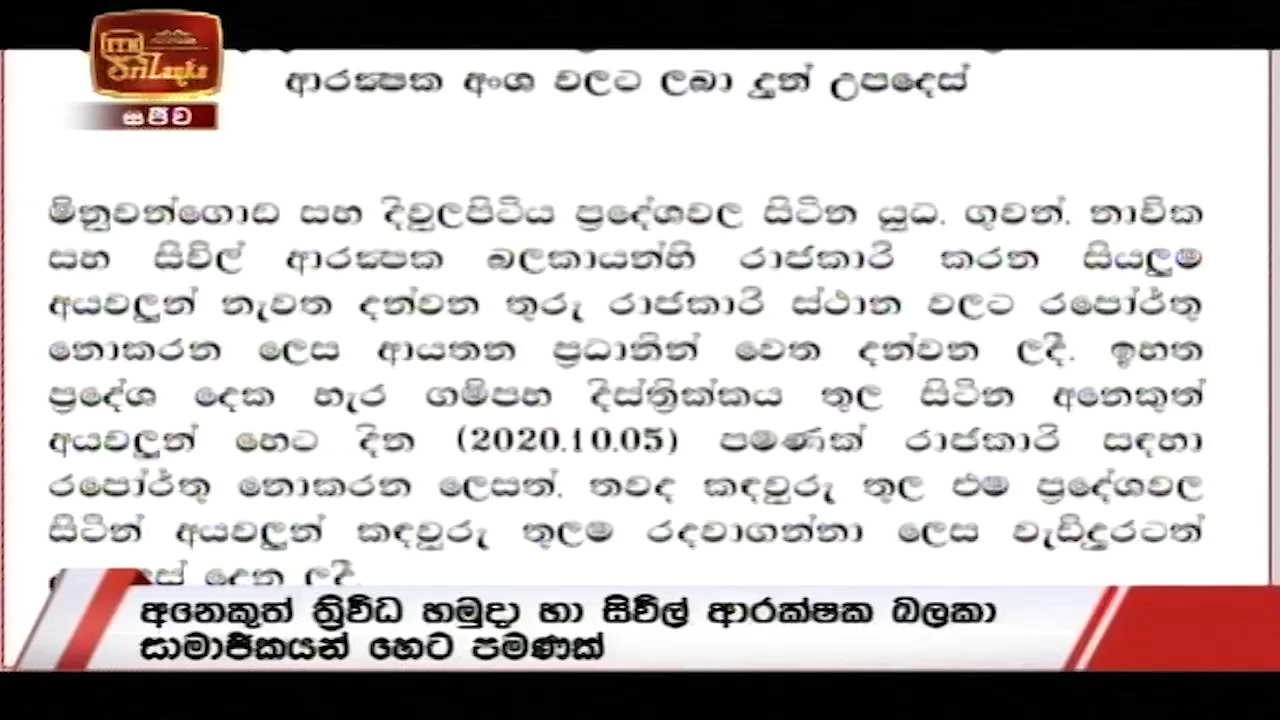 ITN
Sri Lanka
සජීව
ආරක්‍ෂක අංශ වලට ලබා දුන් උපදෙස්
මිනුවන්ගොඩ සහ දිවුලපිටිය ප්‍රදේශවල සිටින යුධ, ගුවන්, නාවික
සහ සිවිල් ආරක්‍ෂක බලකායන්හි රාජකාරි කරන සියලුම
අයවලුන් නැවත දන්වන තුරු රාජකාරි ස්ථාන වලට රපෝර්තු
නොකරන ලෙස ආයතන ප්‍රධානින් වෙත දන්වන ලදී. ඉහත
ප්‍රදේශ දෙක හැර ගම්පහ දිස්ත්‍රික්කය තුල සිටින අනෙකුත්
අයවලුන් හෙට දින (2020.10.05) පමණක් රාජකාරි සඳහා
රපෝර්තු නොකරන ලෙසත්, තවද කඳවුරු තුල එම ප්‍රදේශවල
සිටින් අයවලුන් කඳවුරු තුලම රඳවාගන්නා ලෙස වැඩිදුරටත්
දෙන ලදී.
අනෙකුත් ත්‍රිවිධ හමුදා හා සිවිල් ආරක්ෂක බලකා
සාමාජිකයන් හෙට පමණක්